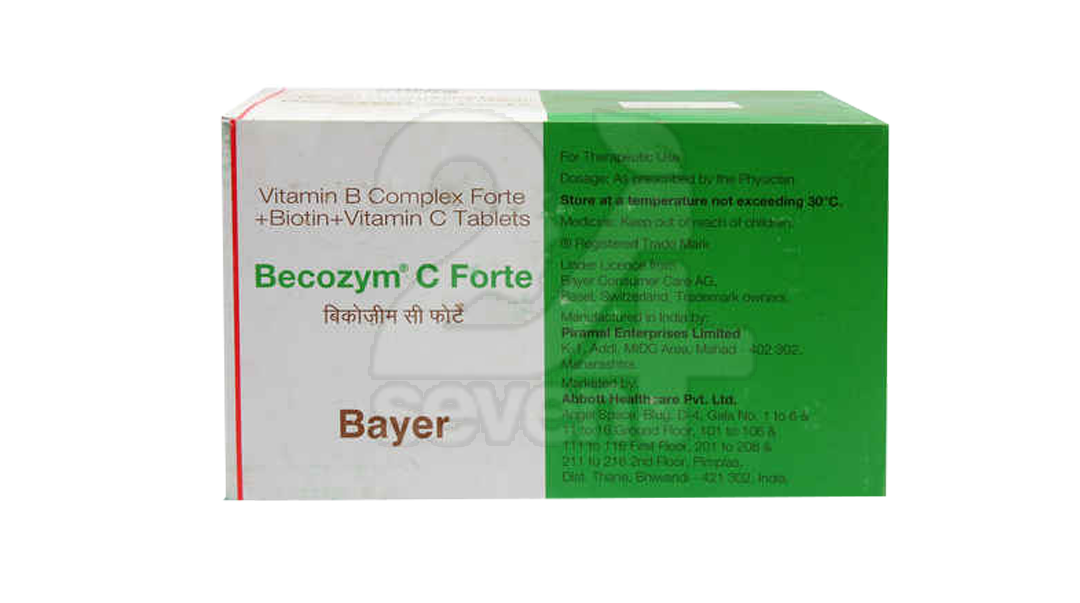 Vitamin B Complex Forte
+Biotin+Vitamin C Tablets
Becozym® C Forte
बिकोज़ीम सी फोर्टे
Bayer
For Therapeutic Use
Dosage: As prescribed by the Physician
Store at a temperature not exceeding 30°C.
Medicine: Keep out of reach of children.
® Registered Trade Mark
Under Licence from
Bayer Consumer Care AG,
Basel, Switzerland, Trademark owners.
Manufactured in India by:
Piramal Enterprises Limited
K-1, Addl. MIDC Area, Mahad - 402 302,
Maharashtra.
Marketed by:
Abbott Healthcare Pvt. Ltd.
Angel Space, Bldg. D-4, Gala No. 1 to 6 &
11 to 16 Ground Floor, 101 to 106 &
111 to 116 First Floor, 201 to 206 &
211 to 216 2nd Floor, Pimplas,
Dist. Thane, Bhiwandi - 421 302, India.
24
seven